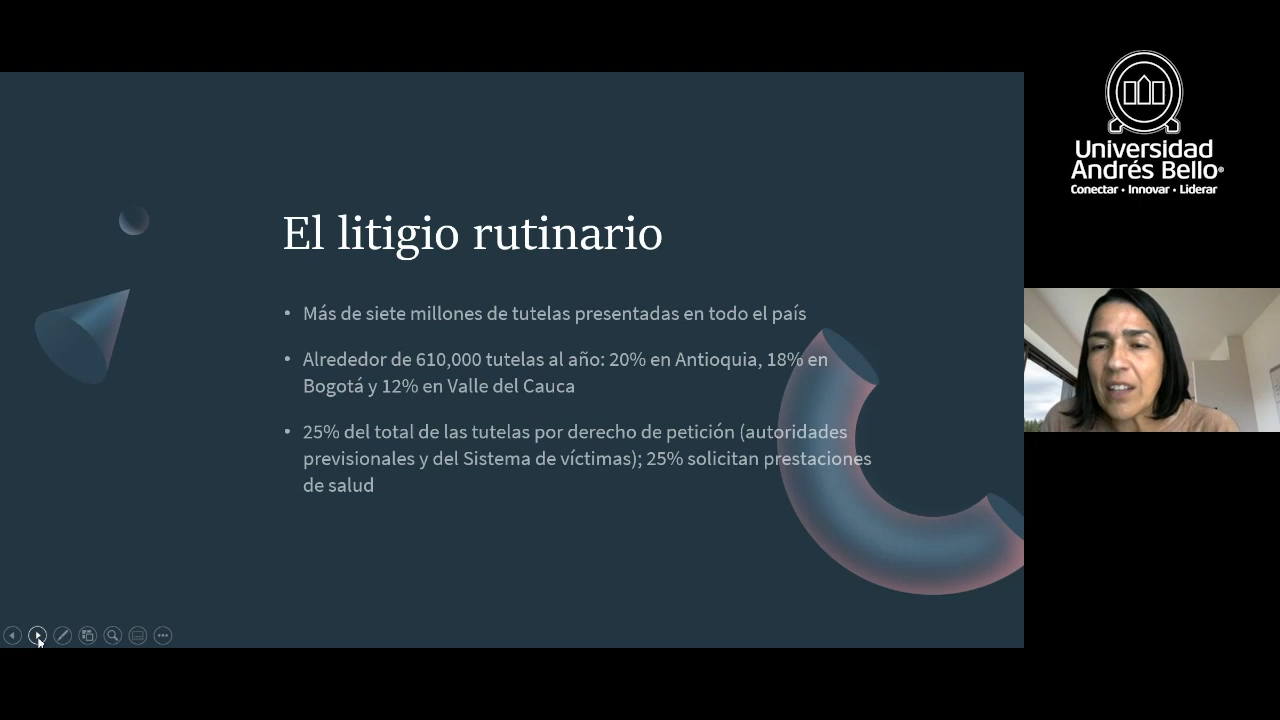 El litigio rutinario
• Más de siete millones de tutelas presentadas en todo el país
• Alrededor de 610,000 tutelas al año: 20% en Antioquia, 18% en
Bogotá y 12% en Valle del Cauca
• 25% del total de las tutelas por derecho de petición (autoridades
previsionales y del Sistema de víctimas); 25% solicitan prestaciones
de salud
Universidad
Andrés Bello®
Conectar • Innovar • Liderar